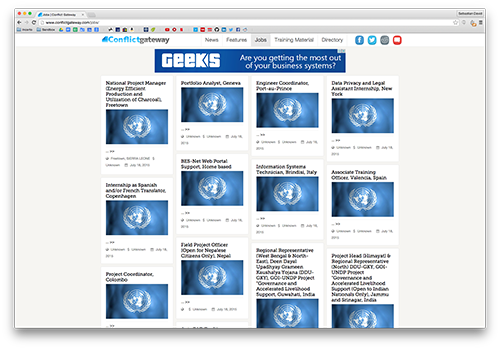 Jobs | Conflict Gateway
www.conflictgateway.com/jobs/
Conflictgateway
News
Features
Jobs
Training Material
Directory
GEEKS
Are you getting the most out
of your business systems?
National Project Manager
(Energy Efficient
Production and
Utilization of Charcoal),
Freetown
... >>
Freetown, SIERRA LEONE
July 18,
2015
Internship as Spanish
and/or French Translator,
Copenhagen
... >>
Unknown $ Unknown
July 18, 2015
Project Coordinator,
Colombo
Portfolio Analyst, Geneva
... >>
Unknown $ Unknown
July 18,
2015
BES-Net Web Portal
Support, Home based
... >>
Unknown $ Unknown
July 18,
2015
Field Project Officer
(Open for Nepalese
Citizens Only), Nepal
... >>
Unknown $ Unknown
July 18,
2015
Engineer Coordinator,
Port-au-Prince
... >>
Unknown $ Unknown
July 18,
2015
Information Systems
Technician, Brindisi, Italy
... >>
Unknown $ Unknown
July 18,
2015
Regional Representative
(West Bengal & North-
East), Deen Dayal
Upadhyay Grameen
Kaushalya Yojana (DDU-
GKY), GOI-UNDP Project
"Governance and
Accelerated Livelihood
Support, Guwahati, India
Data Privacy and Legal
Assistant Internship, New
York
... >>
Unknown $ Unknown
July 18,
2015
Associate Training
Officer, Valencia, Spain
... >>
Unknown $ Unknown
July 18,
2015
Project Head (Himayat) &
Regional Representative
(North) DDU-GKY, GOI-
UNDP Project
"Governance and
Accelerated Livelihood
Support (Open to Indian
Nationals Only), Jammu
and Srinagar, India